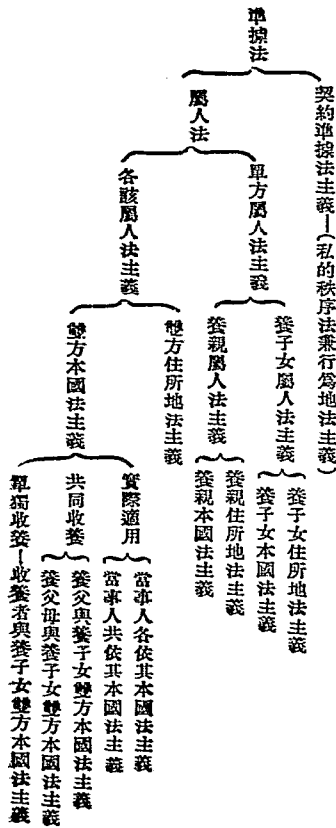 準據法
契約準據法主義—(私的秩序法兼行爲地法主義)
屬人法
單方屬人法主義
養子女屬人法主義
養子女住所地法主義
養子女本國法主義
養親屬人法主義
養親住所地法主義
養親本國法主義
各該屬人法主義
雙方住所地法主義
雙方本國法主義
實際適用
當事人各依其本國法主義
當事人共依其本國法主義
共同收養
養父與養子女雙方本國法主義
養父母與養子女雙方本國法主義
單獨收養—收養者與養子女雙方本國法主義